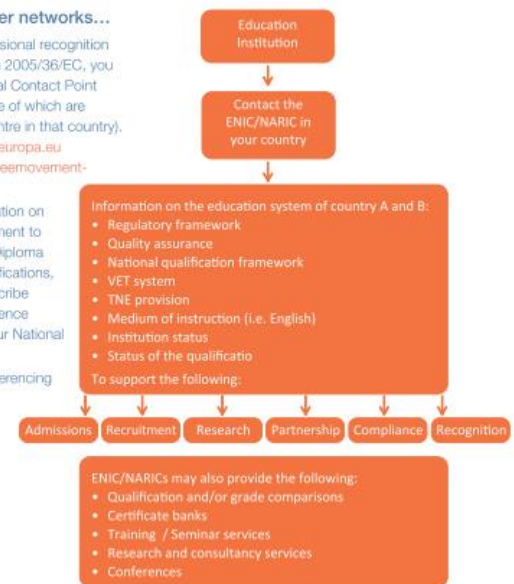 er networks...
sional recognition
2005/36/EC, you
al Contact Point
e of which are
ntre in that country).
europa.eu
eemovement-
tion on
ment to
Diploma
fications,
cribe
ence
ur National
erencing
Education
Institution
Contact the
ENIC/NARIC in
your country
Information on the education system of country A and B:
• Regulatory framework
• Quality assurance
• National qualification framework
• VET system
• TNE provision
• Medium of instruction (i.e. English)
• Institution status
• Status of the qualificatio
To support the following:
Admissions Recruitment Research Partnership Compliance Recognition
ENIC/NARICs may also provide the following:
• Qualification and/or grade comparisons
• Certificate banks
• Training / Seminar services
• Research and consultancy services
• Conferences